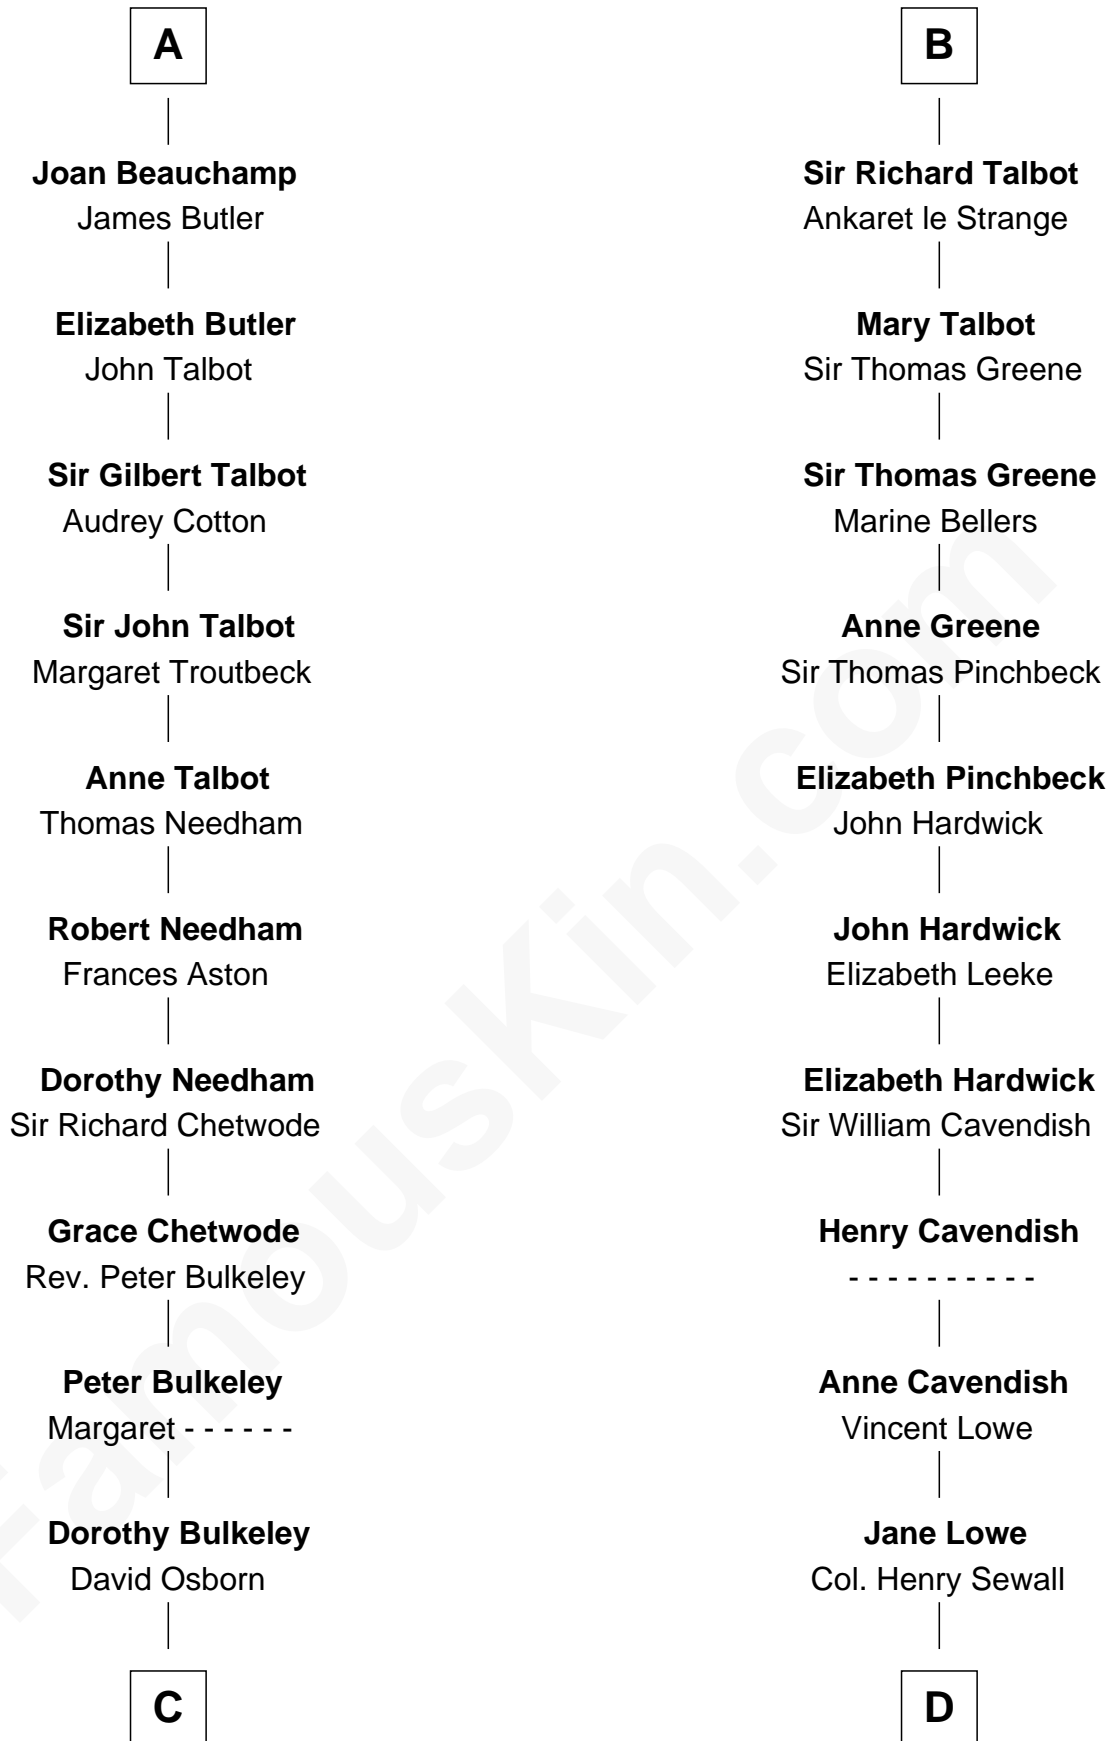 A
Joan Beauchamp
James Butler
Elizabeth Butler
John Talbot
Sir Gilbert Talbot
Audrey Cotton
Sir John Talbot
Margaret Troutbeck
Anne Talbot
Thomas Needham
Robert Needham
Frances Aston
Dorothy Needham
Sir Richard Chetwode
Grace Chetwode
Rev. Peter Bulkeley
Peter Bulkeley
Margaret - - - - - -
Dorothy Bulkeley
David Osborn
C
B
Sir Richard Talbot
Ankaret le Strange
Mary Talbot
Sir Thomas Greene
Sir Thomas Greene
Marine Bellers
Anne Greene
Sir Thomas Pinchbeck
Elizabeth Pinchbeck
John Hardwick
John Hardwick
Elizabeth Leeke
Elizabeth Hardwick
Sir William Cavendish
Henry Cavendish
- - - - - - - - - -
Anne Cavendish
Vincent Lowe
Jane Lowe
Col. Henry Sewall
D
FamousKin.com